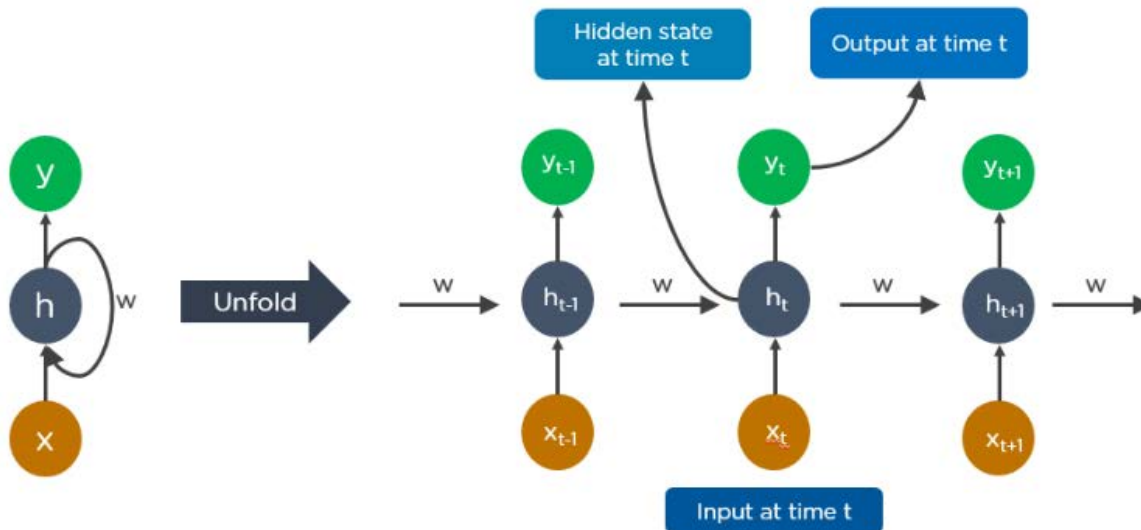 Hidden state
at time t
Output at time t
y
y_{t-1}
y_t
y_{t+1}
h
w
Unfold
w
h_{t-1}
w
h_t
w
h_{t+1}
w
x
x_{t-1}
x_t
x_{t+1}
Input at time t